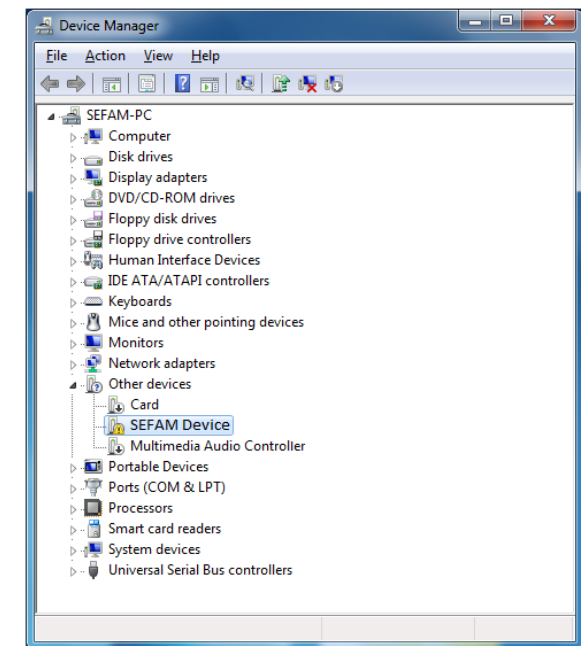 Device Manager
File Action View Help
SEFAM-PC
Computer
Disk drives
Display adapters
DVD/CD-ROM drives
Floppy disk drives
Floppy drive controllers
Human Interface Devices
IDE ATA/ATAPI controllers
Keyboards
Mice and other pointing devices
Monitors
Network adapters
Other devices
Card
SEFAM Device
Multimedia Audio Controller
Portable Devices
Ports (COM & LPT)
Processors
Smart card readers
System devices
Universal Serial Bus controllers